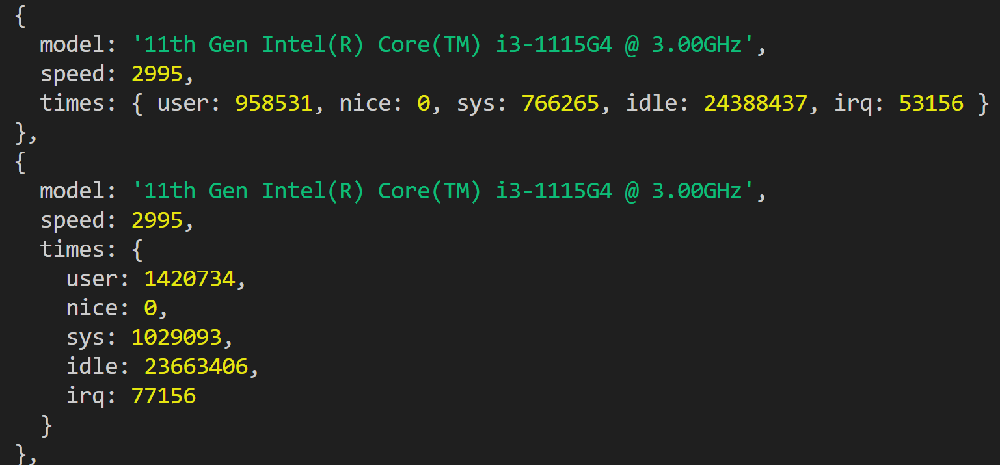 {
  model: '11th Gen Intel(R) Core(TM) i3-1115G4 @ 3.00GHz',
  speed: 2995,
  times: { user: 958531, nice: 0, sys: 766265, idle: 24388437, irq: 53156 }
},
{
  model: '11th Gen Intel(R) Core(TM) i3-1115G4 @ 3.00GHz',
  speed: 2995,
  times: {
    user: 1420734,
    nice: 0,
    sys: 1029093,
    idle: 23663406,
    irq: 77156
  }
},